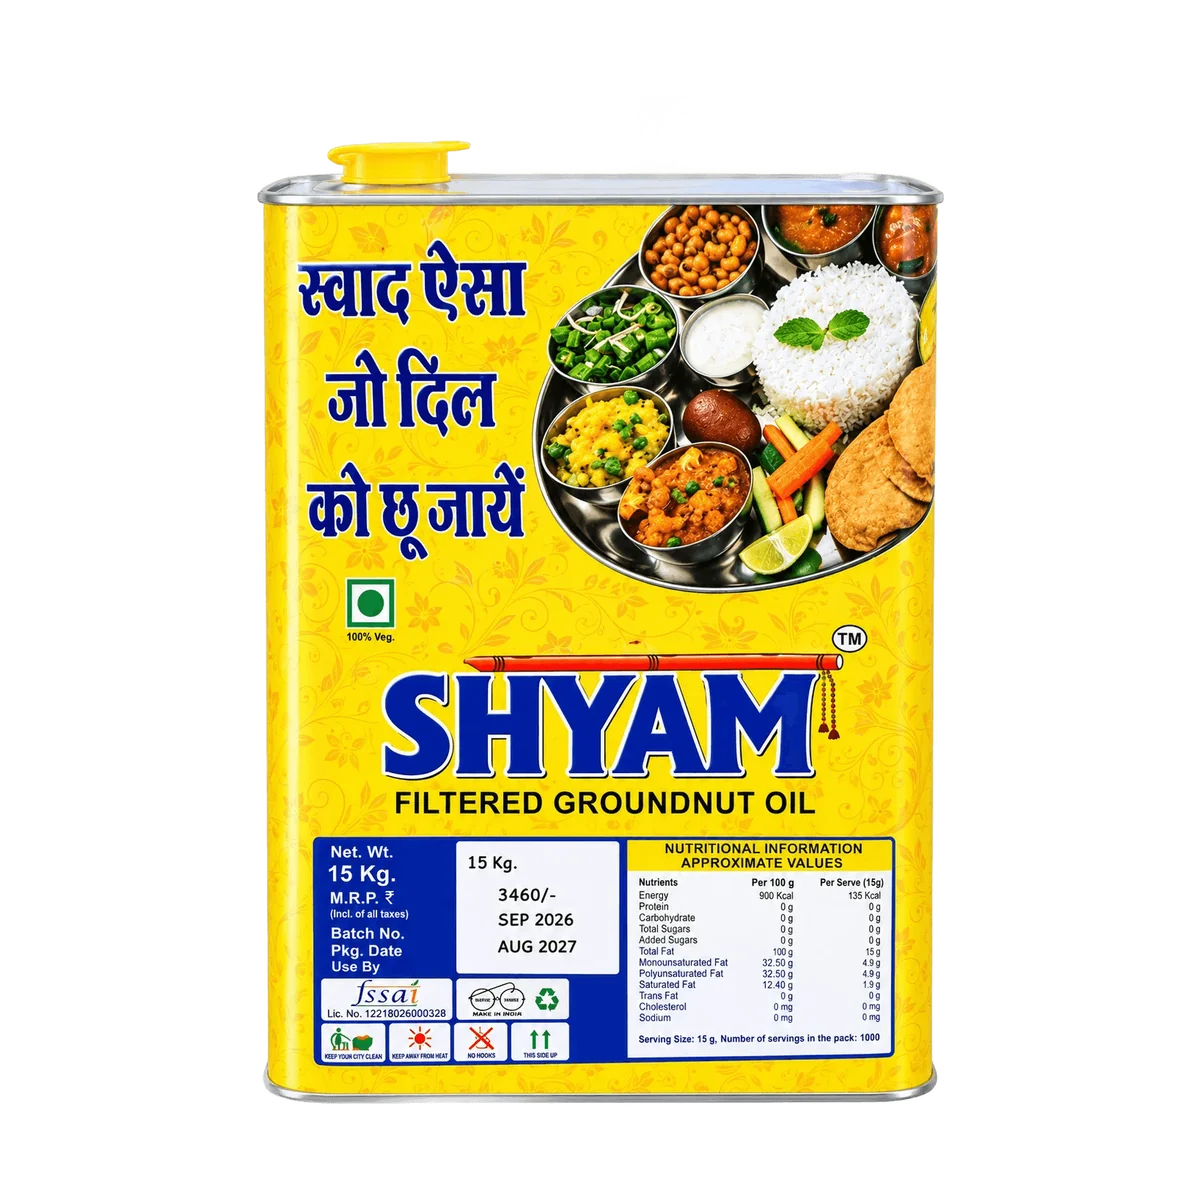 स्वाद ऐसा
जो दिल
को छू जायें
100% Veg.
TM
SHYAM
FILTERED GROUNDNUT OIL
Net. Wt.
15 Kg.
M.R.P. ₹
(Incl. of all taxes)
Batch No.
Pkg. Date
Use By
15 Kg.
3460/-
SEP 2026
AUG 2027
fssai
Lic. No. 12218026000328
MAKE IN INDIA
KEEP YOUR CITY CLEAN
KEEP AWAY FROM HEAT
NO HOOKS
THIS SIDE UP
NUTRITIONAL INFORMATION
APPROXIMATE VALUES
Nutrients Per 100 g Per Serve (15g)
Energy 900 Kcal 135 Kcal
Protein 0 g 0 g
Carbohydrate 0 g 0 g
Total Sugars 0 g 0 g
Added Sugars 0 g 0 g
Total Fat 100 g 15 g
Monounsaturated Fat 32.50 g 4.9 g
Polyunsaturated Fat 32.50 g 4.9 g
Saturated Fat 12.40 g 1.9 g
Trans Fat 0 g 0 g
Cholesterol 0 mg 0 mg
Sodium 0 mg 0 mg
Serving Size: 15 g, Number of servings in the pack: 1000